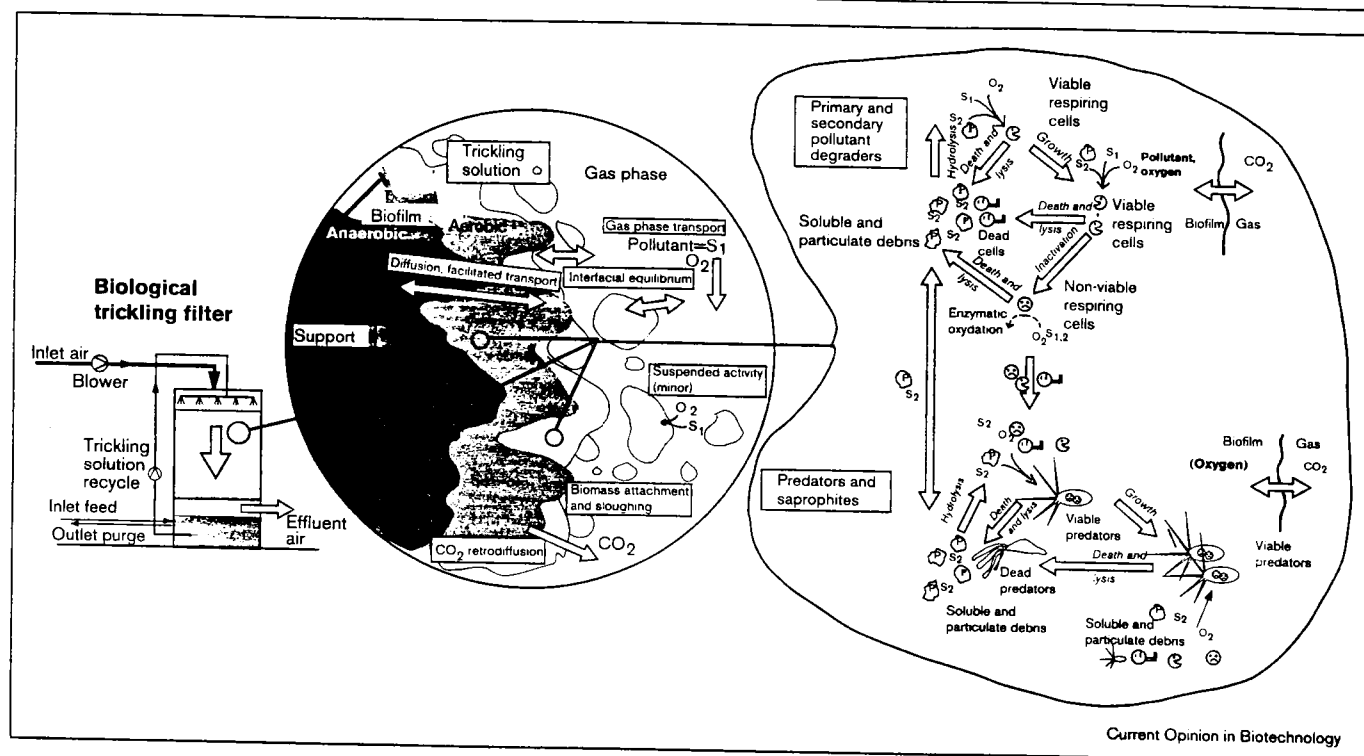 Biological
trickling filter
Inlet air
Blower
Trickling
solution
recycle
Inlet feed
Outlet purge
Effluent
air
Trickling
solution
Gas phase
Biofilm
Anaerobic
Aerobic
Gas phase transport
Pollutant=S1
O2
Diffusion, facilitated transport
Interfacial equilibrium
Support
Suspended activity
(minor)
O2
S1
Biomass attachment
and sloughing
CO2 retrodiffusion
CO2
Primary and
secondary
pollutant
degraders
O2
S1
S2
P
Viable
respiring
cells
Hydrolysis
Death and
lysis
Growth
P
S1
S2
O2
Pollutant,
oxygen
CO2
Biofilm
Gas
Soluble and
particulate debris
P
S2
P
S2
P
P
S2
Dead
cells
Death and
lysis
Viable
respiring
cells
Inactivation
Death and
lysis
Non-viable
respiring
cells
Enzymatic
oxydation
O2
S1,2
P
S2
Predators and
saprophites
S2
O2
P
S2
Hydrolysis
Death
and lysis
Viable
predators
Growth
Biofilm
Gas
(Oxygen)
CO2
Viable
predators
P
P
S2
P
S2
P
Dead
predators
Death and
lysis
Soluble and
particulate debris
P
S2
O2
Soluble and
particulate debris
Current Opinion in Biotechnology